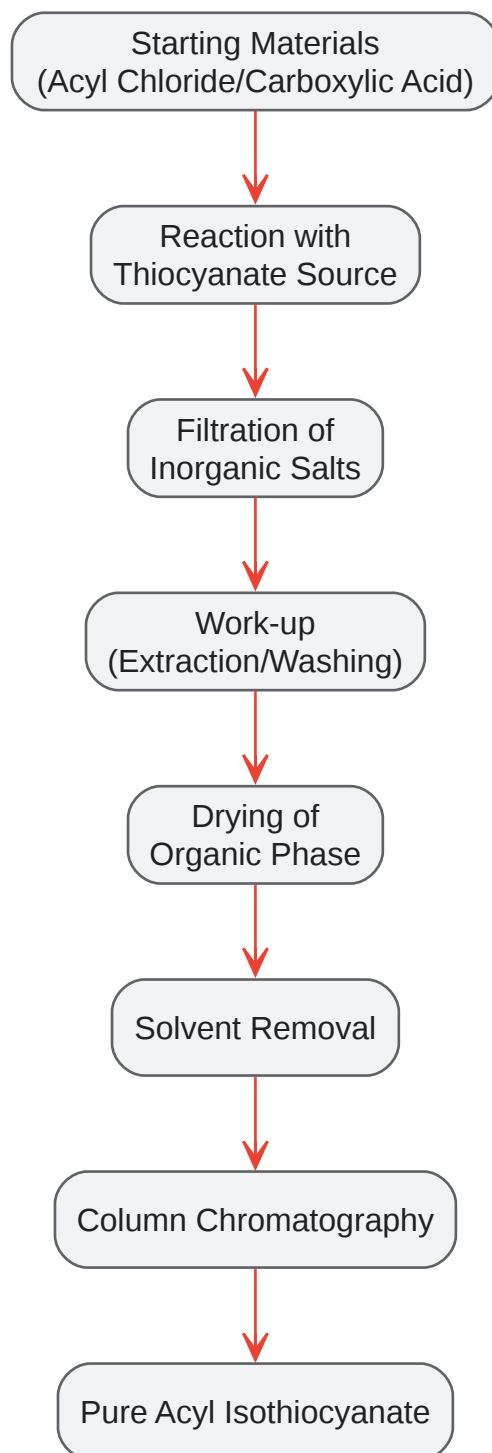 Starting Materials
(Acyl Chloride/Carboxylic Acid)
Reaction with
Thiocyanate Source
Filtration of
Inorganic Salts
Work-up
(Extraction/Washing)
Drying of
Organic Phase
Solvent Removal
Column Chromatography
Pure Acyl Isothiocyanate